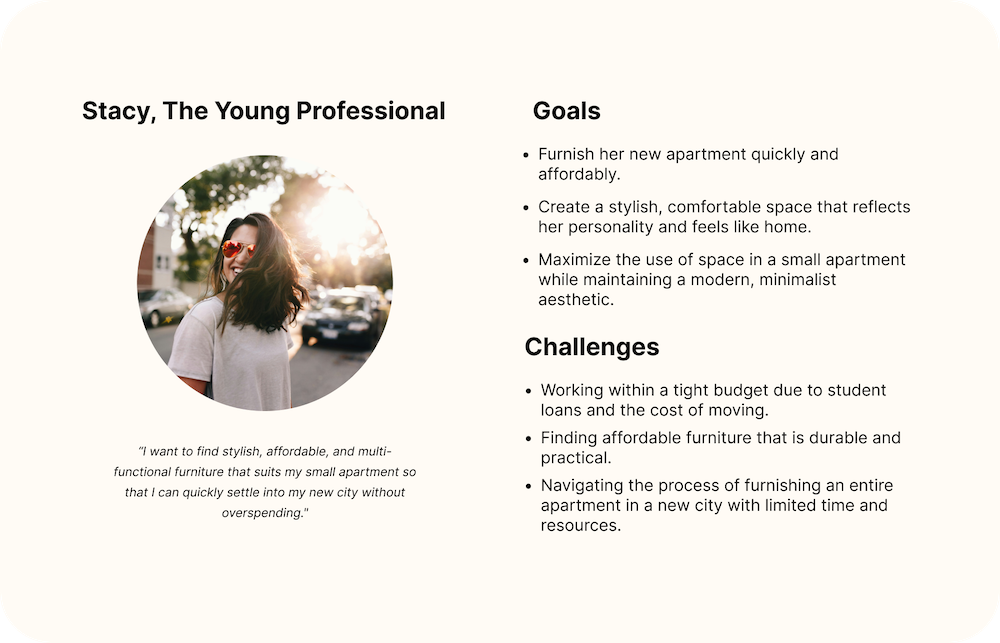 Stacy, The Young Professional
"I want to find stylish, affordable, and multi-
functional furniture that suits my small apartment so
that I can quickly settle into my new city without
overspending."
Goals
• Furnish her new apartment quickly and
affordably.
• Create a stylish, comfortable space that reflects
her personality and feels like home.
• Maximize the use of space in a small apartment
while maintaining a modern, minimalist
aesthetic.
Challenges
• Working within a tight budget due to student
loans and the cost of moving.
• Finding affordable furniture that is durable and
practical.
• Navigating the process of furnishing an entire
apartment in a new city with limited time and
resources.